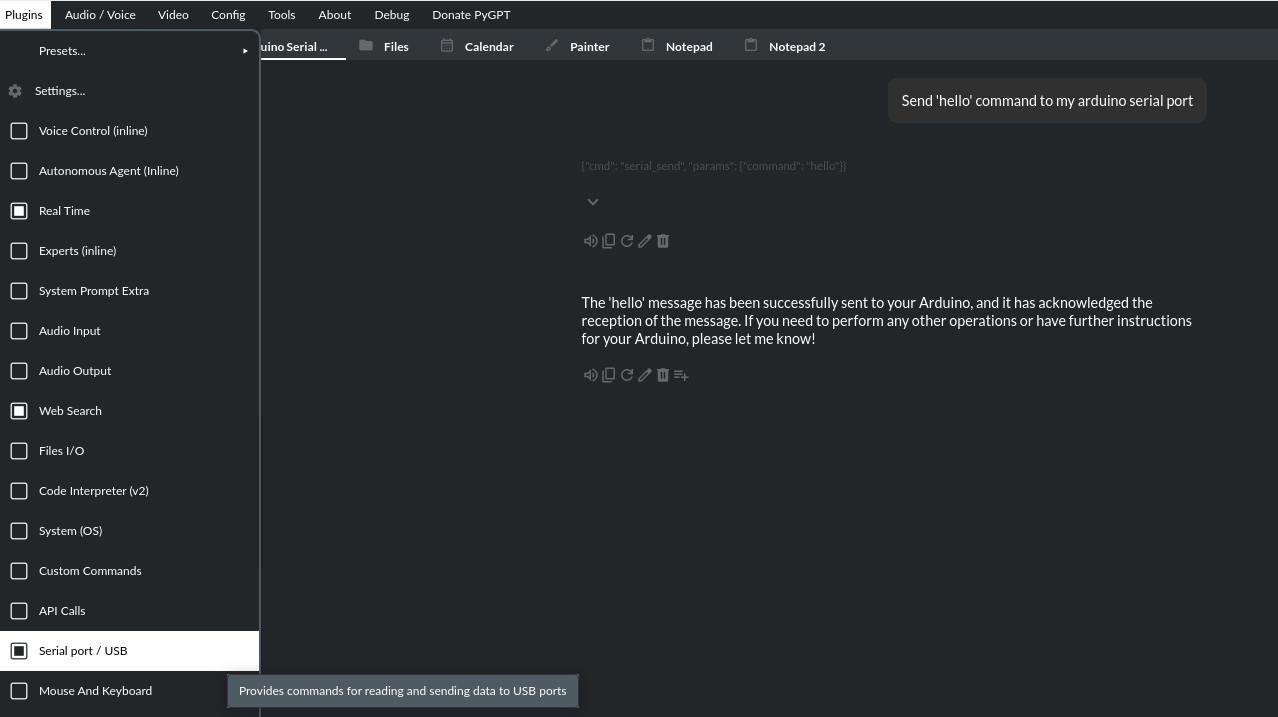 Plugins Audio / Voice Video Config Tools About Debug Donate PyGPT
uino Serial ... Files Calendar Painter Notepad Notepad 2
Presets...
Settings...
Voice Control (inline)
Autonomous Agent (Inline)
Real Time
Experts (inline)
System Prompt Extra
Audio Input
Audio Output
Web Search
Files I/O
Code Interpreter (v2)
System (OS)
Custom Commands
API Calls
Serial port / USB
Mouse And Keyboard
Provides commands for reading and sending data to USB ports
Send 'hello' command to my arduino serial port
{"cmd": "serial_send", "params": {"command": "hello"}}
The 'hello' message has been successfully sent to your Arduino, and it has acknowledged the
reception of the message. If you need to perform any other operations or have further instructions
for your Arduino, please let me know!